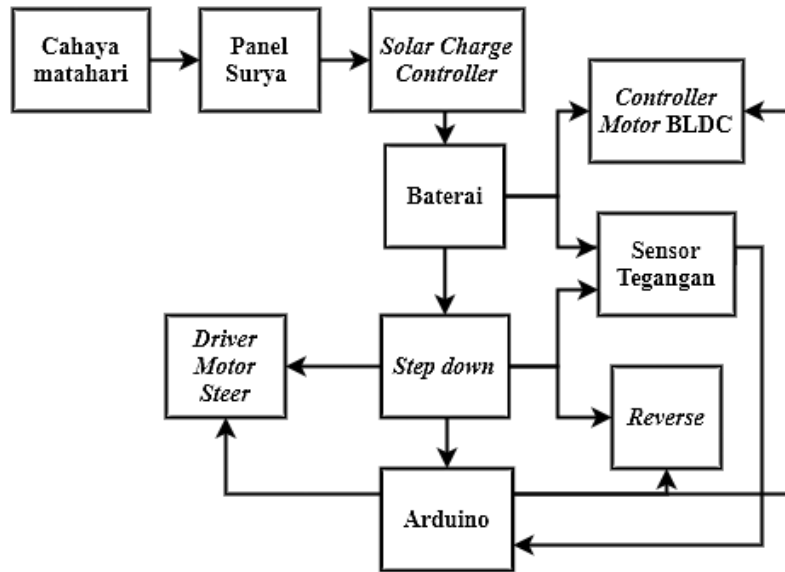 Cahaya
matahari
Panel
Surya
Solar Charge
Controller
Controller
Motor BLDC
Baterai
Sensor
Tegangan
Driver
Motor
Steer
Step down
Reverse
Arduino